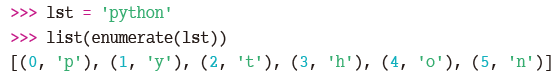 >>> lst = 'python'
>>> list(enumerate(lst))
[(0, 'p'), (1, 'y'), (2, 't'), (3, 'h'), (4, 'o'), (5, 'n')]